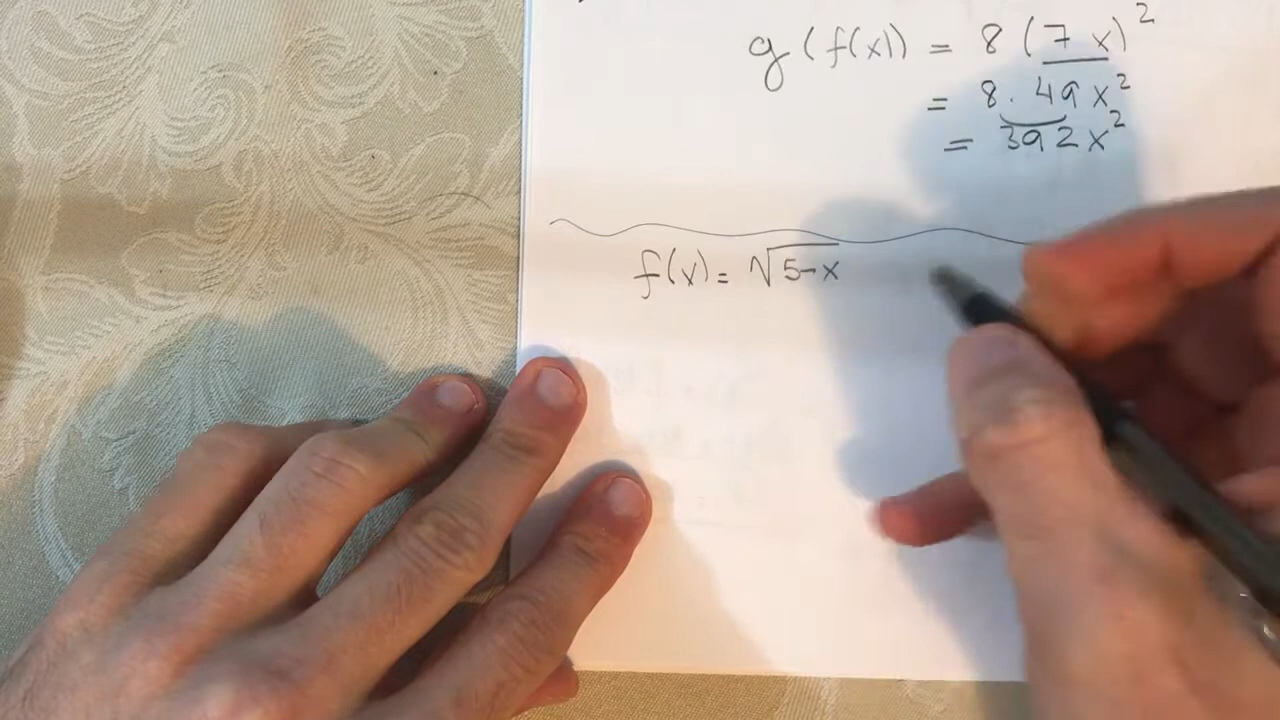 g(f(x)) = 8(7x)²
= 8·49x²
= 392x²
f(x) = √5-x